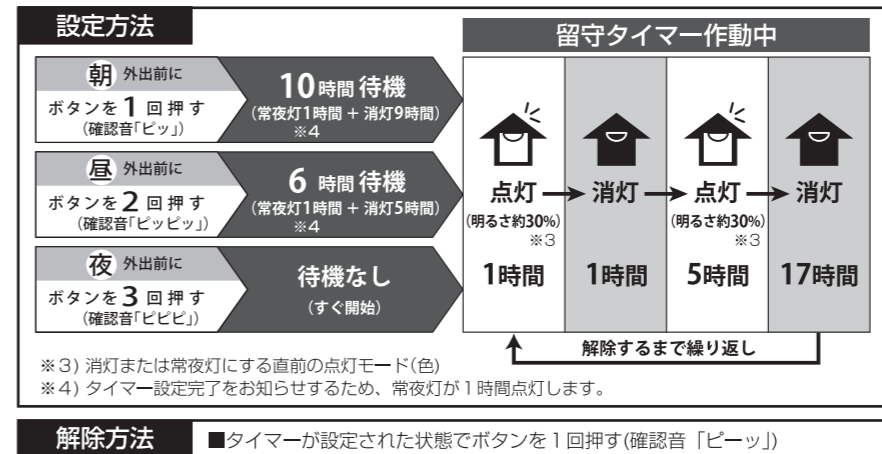 設定方法
留守タイマー作動中
朝 外出前に
ボタンを1回押す
(確認音「ピッ」)
10時間待機
(常夜灯1時間 + 消灯9時間)
※4
昼 外出前に
ボタンを2回押す
(確認音「ピッピッ」)
6 時間待機
(常夜灯1時間 + 消灯5時間)
※4
夜 外出前に
ボタンを3回押す
(確認音「ピピピ」)
待機なし
(すぐ開始)
点灯 消灯 点灯 消灯
(明るさ約30%) (明るさ約30%)
※3 ※3
1時間 1時間 5時間 17時間
解除するまで繰り返し
※3) 消灯または常夜灯にする直前の点灯モード(色)
※4) タイマー設定完了をお知らせするため、常夜灯が1時間点灯します。
解除方法
■タイマーが設定された状態でボタンを1回押す(確認音「ピーッ」)